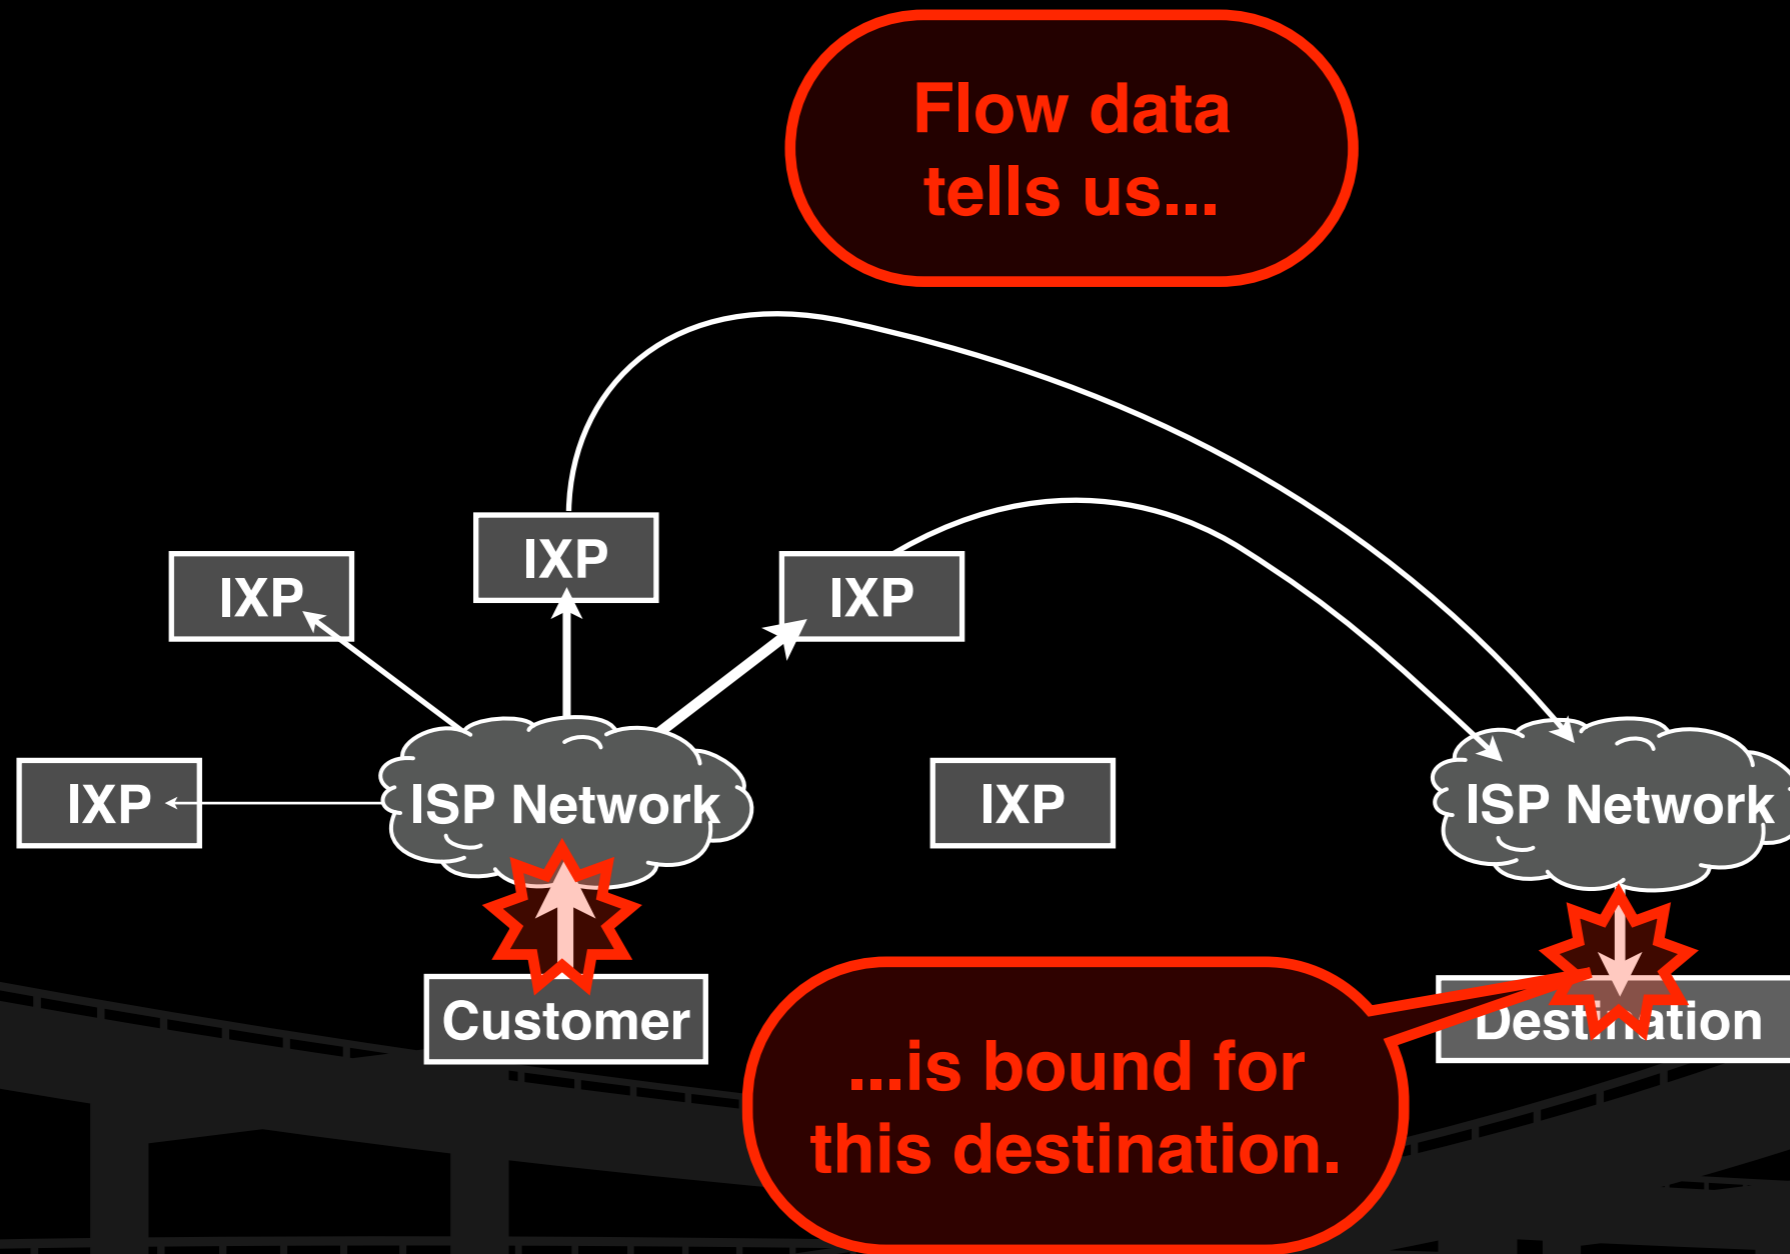 Flow data
tells us...
IXP
IXP
IXP
IXP
ISP Network
IXP
ISP Network
Customer
Destination
...is bound for
this destination.